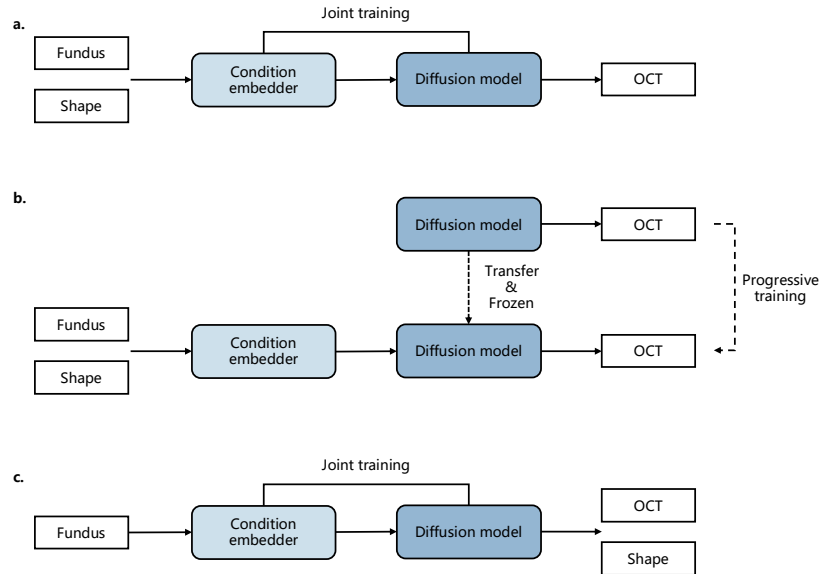 a.
Joint training
Fundus
Shape
Condition
embedder
Diffusion model
OCT
b.
Diffusion model
OCT
Transfer
&
Frozen
Progressive
training
Fundus
Shape
Condition
embedder
Diffusion model
OCT
c.
Joint training
Fundus
Condition
embedder
Diffusion model
OCT
Shape